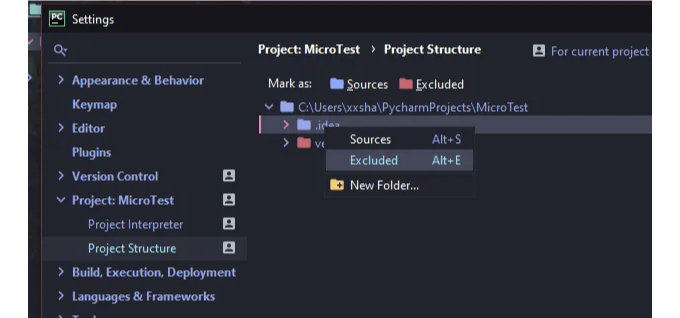 PC Settings
Project: MicroTest › Project Structure
For current project
Appearance & Behavior
Mark as: Sources Excluded
Keymap
C:\Users\xxsha\PycharmProjects\MicroTest
Editor
.idea
Plugins
Sources Alt+S
Version Control
Excluded Alt+E
Project: MicroTest
New Folder...
Project Interpreter
Project Structure
Build, Execution, Deployment
Languages & Frameworks